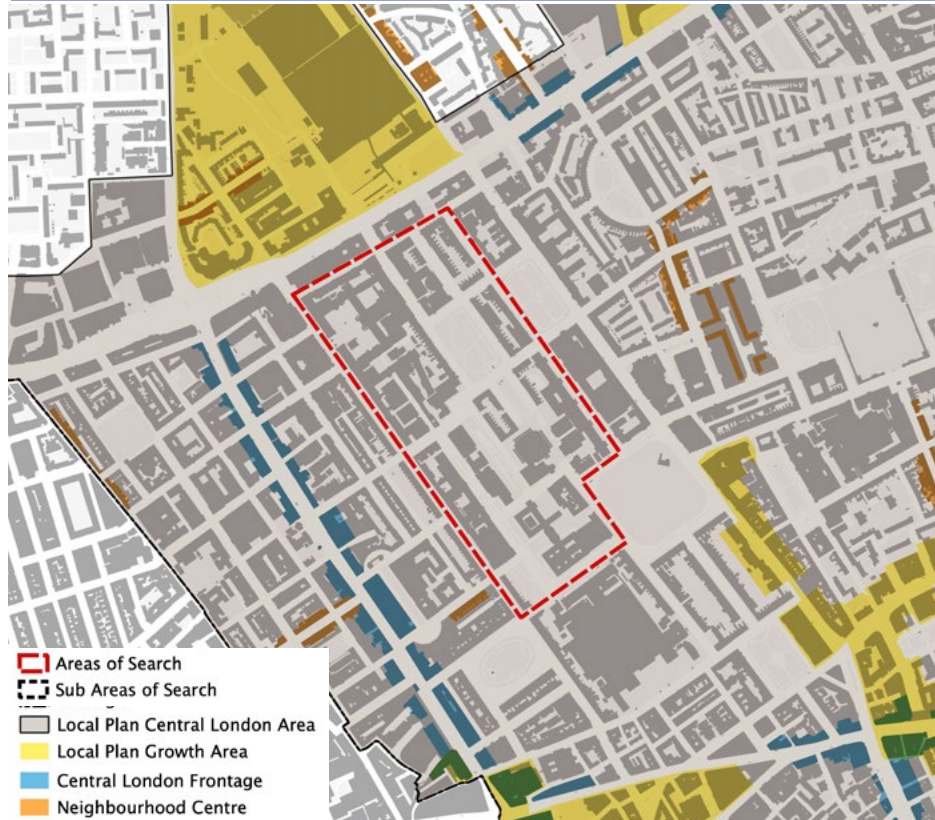 Areas of Search
Sub Areas of Search
Local Plan Central London Area
Local Plan Growth Area
Central London Frontage
Neighbourhood Centre